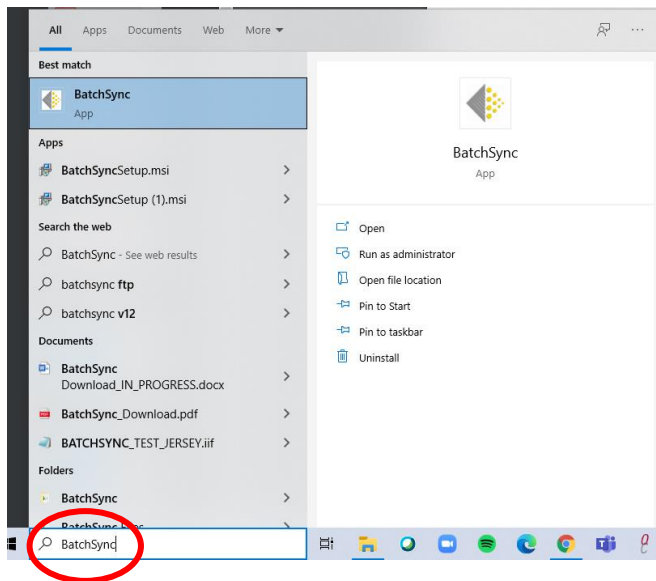 All Apps Documents Web More
Best match
BatchSync
App
Apps
BatchSyncSetup.msi
BatchSyncSetup (1).msi
Search the web
BatchSync - See web results
batchsync ftp
batchsync v12
Documents
BatchSync
Download_IN_PROGRESS.docx
BatchSync_Download.pdf
BATCHSYNC_TEST_JERSEY.iif
Folders
BatchSync
BatchSync
BatchSync
BatchSync
App
Open
Run as administrator
Open file location
Pin to Start
Pin to taskbar
Uninstall